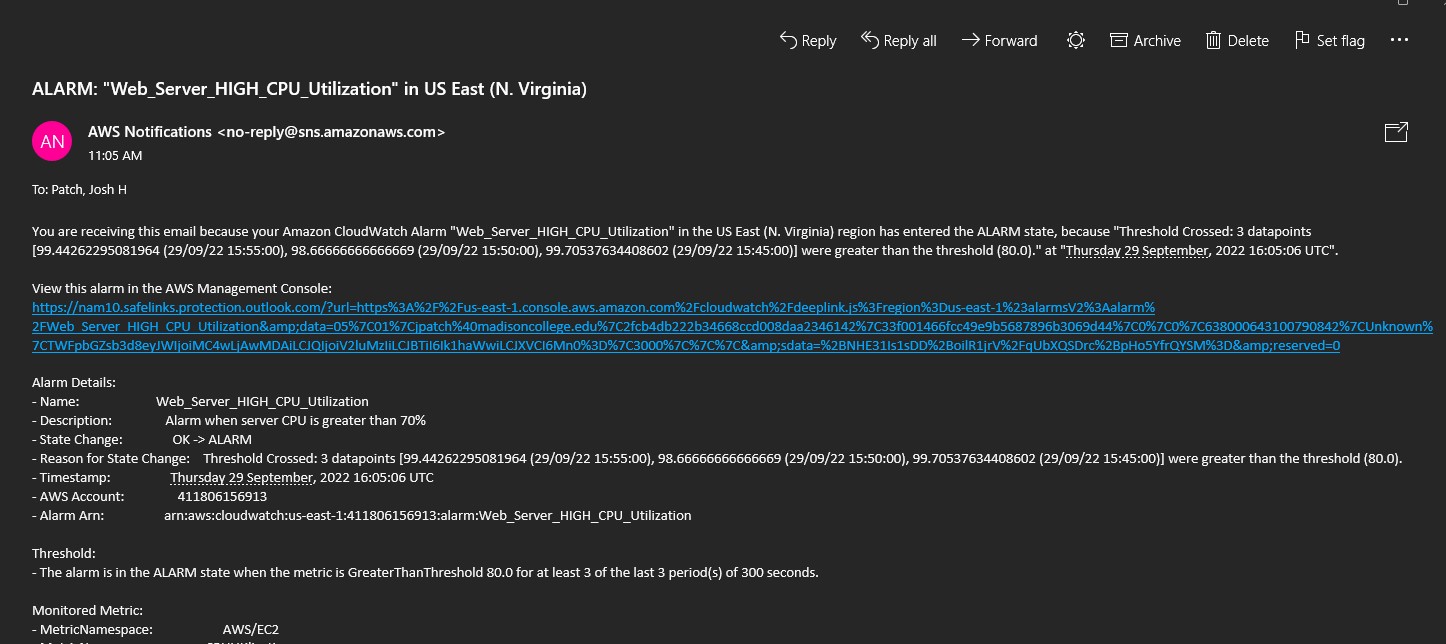 Reply Reply all Forward Archive Delete Set flag
ALARM: "Web_Server_HIGH_CPU_Utilization" in US East (N. Virginia)
AN
AWS Notifications <no-reply@sns.amazonaws.com>
11:05 AM
To: Patch, Josh H
You are receiving this email because your Amazon CloudWatch Alarm "Web_Server_HIGH_CPU_Utilization" in the US East (N. Virginia) region has entered the ALARM state, because "Threshold Crossed: 3 datapoints
[99.44262295081964 (29/09/22 15:55:00), 98.66666666666669 (29/09/22 15:50:00), 99.70537634408602 (29/09/22 15:45:00)] were greater than the threshold (80.0)." at "Thursday 29 September, 2022 16:05:06 UTC".
View this alarm in the AWS Management Console:
https://nam10.safelinks.protection.outlook.com/?url=https%3A%2F%2Fus-east-1.console.aws.amazon.com%2Fcloudwatch%2Fdeeplink.js%3Fregion%3Dus-east-1%23alarmsV2%3Aalarm%
2FWeb_Server_HIGH_CPU_Utilization&amp;data=05%7C01%7Cjpatch%40madisoncollege.edu%7C2fcb4db222b34668ccd008daa2346142%7C33f001466fcc49e9b5687896b3069d44%7C0%7C0%7C638000643100790842%7CUnknown%
7CTWFpbGZsb3d8eyJWIjoiMC4wLjAwMDAiLCJQIjoiV2luMzIiLCJBTiI6Ik1haWwiLCJXVCI6Mn0%3D%7C3000%7C%7C%7C&amp;sdata=%2BNHE31Is1sDD%2BoilR1jrV%2FqUbXQSDrc%2BpHo5YfrQYSM%3D&amp;reserved=0
Alarm Details:
- Name: Web_Server_HIGH_CPU_Utilization
- Description: Alarm when server CPU is greater than 70%
- State Change: OK -> ALARM
- Reason for State Change: Threshold Crossed: 3 datapoints [99.44262295081964 (29/09/22 15:55:00), 98.66666666666669 (29/09/22 15:50:00), 99.70537634408602 (29/09/22 15:45:00)] were greater than the threshold (80.0).
- Timestamp: Thursday 29 September, 2022 16:05:06 UTC
- AWS Account: 411806156913
- Alarm Arn: arn:aws:cloudwatch:us-east-1:411806156913:alarm:Web_Server_HIGH_CPU_Utilization
Threshold:
- The alarm is in the ALARM state when the metric is GreaterThanThreshold 80.0 for at least 3 of the last 3 period(s) of 300 seconds.
Monitored Metric:
- MetricNamespace: AWS/EC2